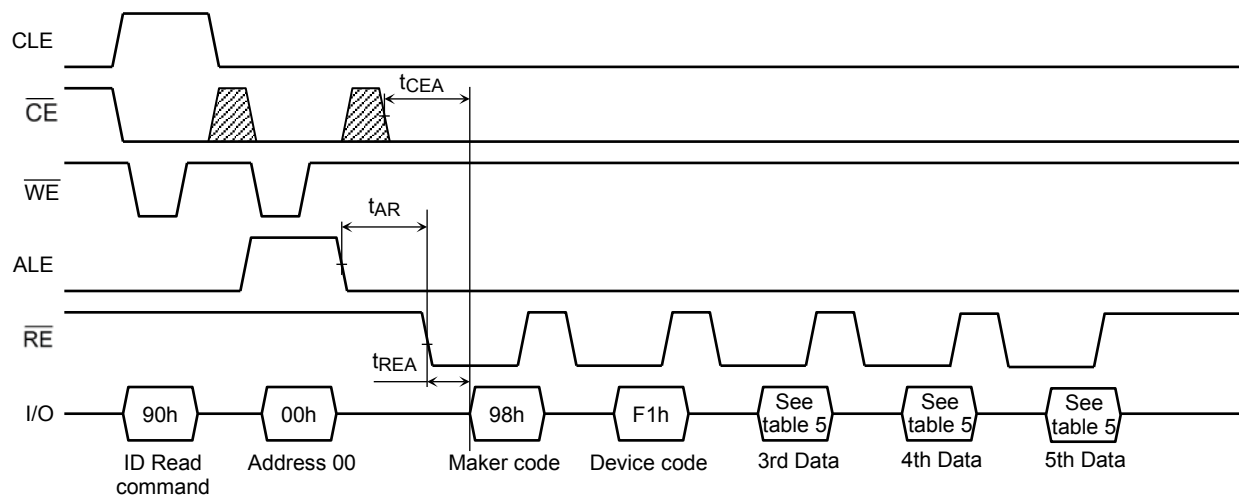 CLE
CE
tCEA
WE
tAR
ALE
RE
tREA
I/O
90h
00h
98h
F1h
See
table 5
See
table 5
See
table 5
ID Read
command
Address 00
Maker code
Device code
3rd Data
4th Data
5th Data